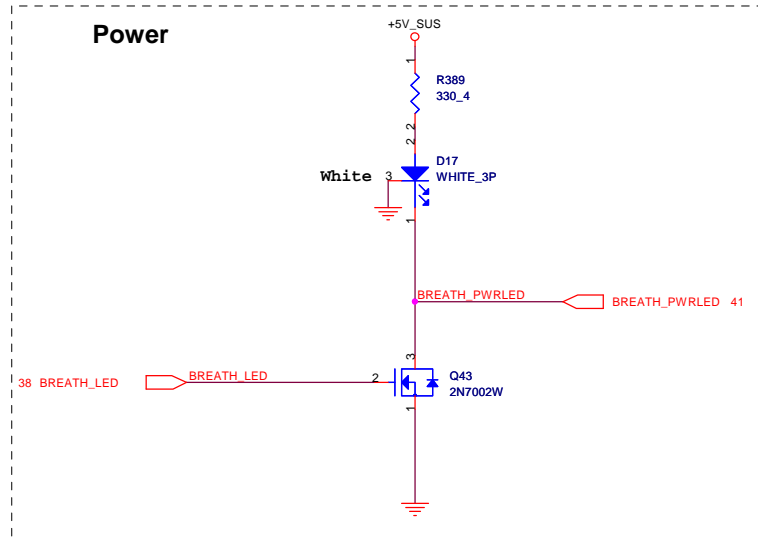 Power
+5V_SUS
1
R389
330_4
2
2
D17
White 3 WHITE_3P
1
BREATH_PWRLED BREATH_PWRLED 41
3
38 BREATH_LED BREATH_LED 2 Q43
2N7002W
1